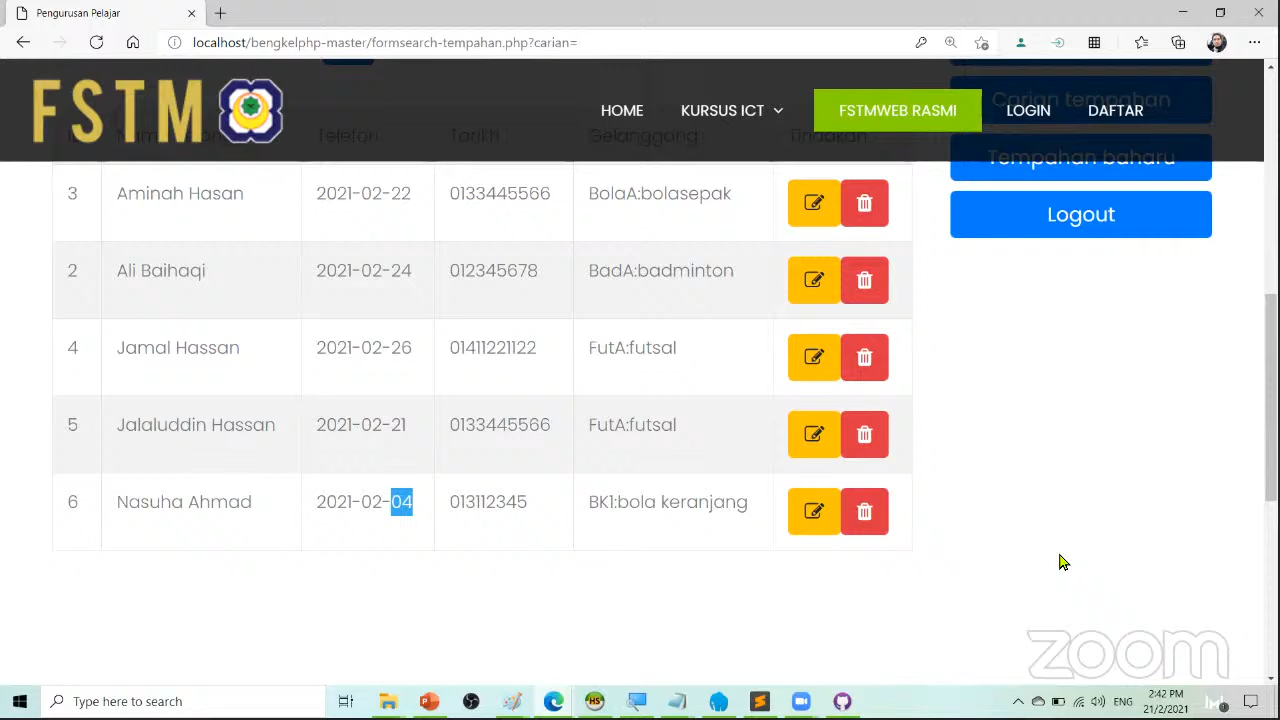 Pengurusan Pelajar
localhost/bengkelphp-master/formsearch-tempahan.php?carian=
FSTM HOME KURSUS ICT FSTMWEB RASMI LOGIN DAFTAR
Carian tempahan
Telefon Tarikh Gelanggang Tindakan
Tempahan baharu
3 Aminah Hasan 2021-02-22 0133445566 BolaA:bolasepak
Logout
2 Ali Baihaqi 2021-02-24 012345678 BadA:badminton
4 Jamal Hassan 2021-02-26 01411221122 FutA:futsal
5 Jalaluddin Hassan 2021-02-21 0133445566 FutA:futsal
6 Nasuha Ahmad 2021-02-04 013112345 BK1:bola keranjang
zoom
Type here to search
HS
ENG
2:42 PM
21/2/2021